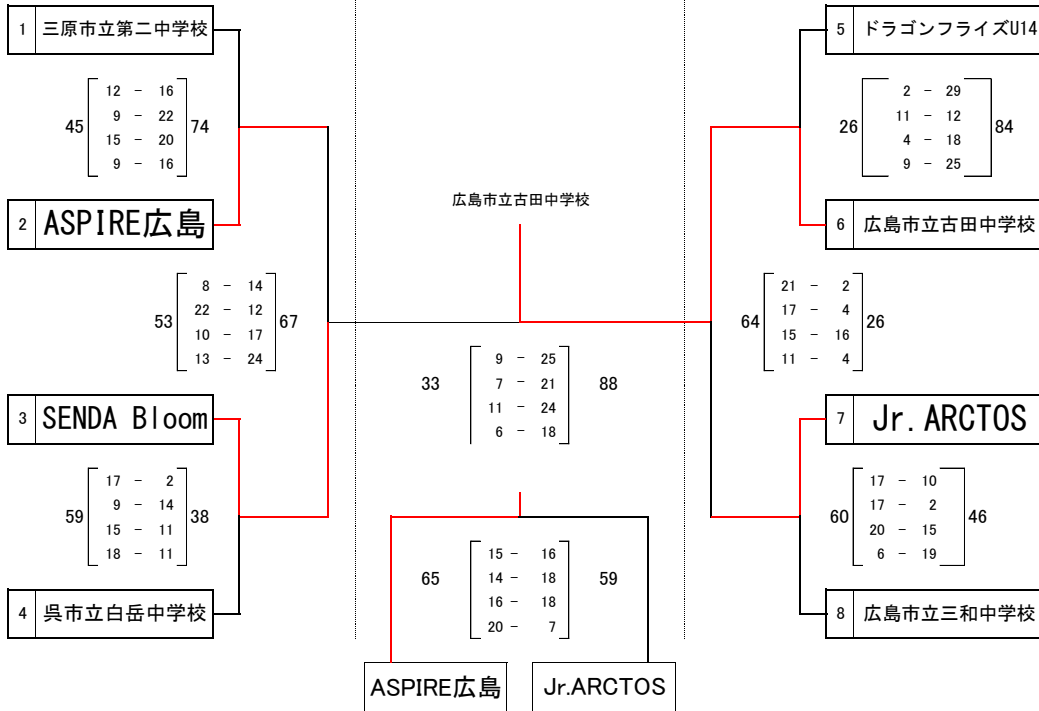 1 三原市立第二中学校
45 74
12 - 16
9 - 22
15 - 20
9 - 16
2 ASPIRE広島
53 67
8 - 14
22 - 12
10 - 17
13 - 24
3 SENDA Bloom
59 38
17 - 2
9 - 14
15 - 11
18 - 11
4 呉市立白岳中学校
広島市立古田中学校
33 88
9 - 25
7 - 21
11 - 24
6 - 18
65 59
15 - 16
14 - 18
16 - 18
20 - 7
ASPIRE広島
Jr.ARCTOS
5 ドラゴンフライズU14
26 84
2 - 29
11 - 12
4 - 18
9 - 25
6 広島市立古田中学校
64 26
21 - 2
17 - 4
15 - 16
11 - 4
7 Jr.ARCTOS
60 46
17 - 10
17 - 2
20 - 15
6 - 19
8 広島市立三和中学校